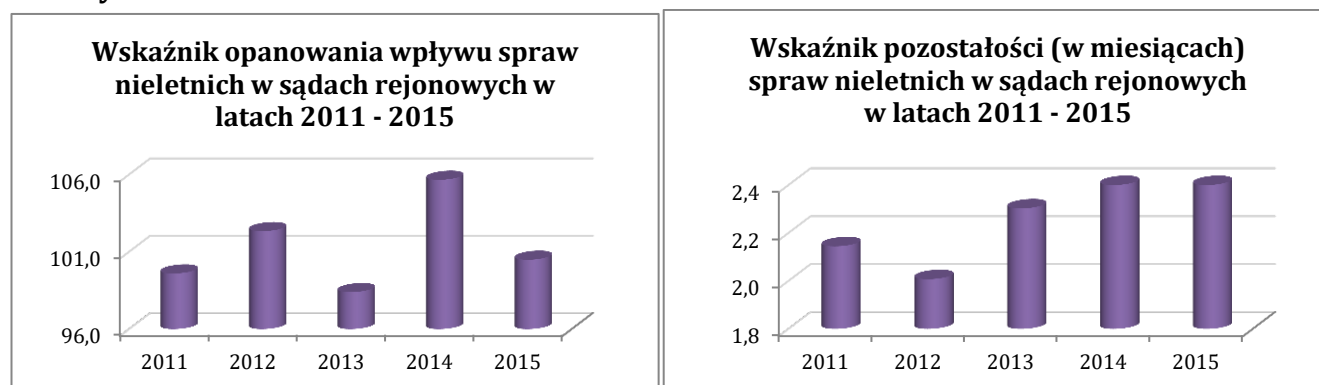 Wskaźnik opanowania wpływu spraw
nieletnich w sądach rejonowych w
latach 2011 - 2015
106,0
101,0
96,0
2011 2012 2013 2014 2015
Wskaźnik pozostałości (w miesiącach)
spraw nieletnich w sądach rejonowych
w latach 2011 - 2015
2,4
2,2
2,0
1,8
2011 2012 2013 2014 2015